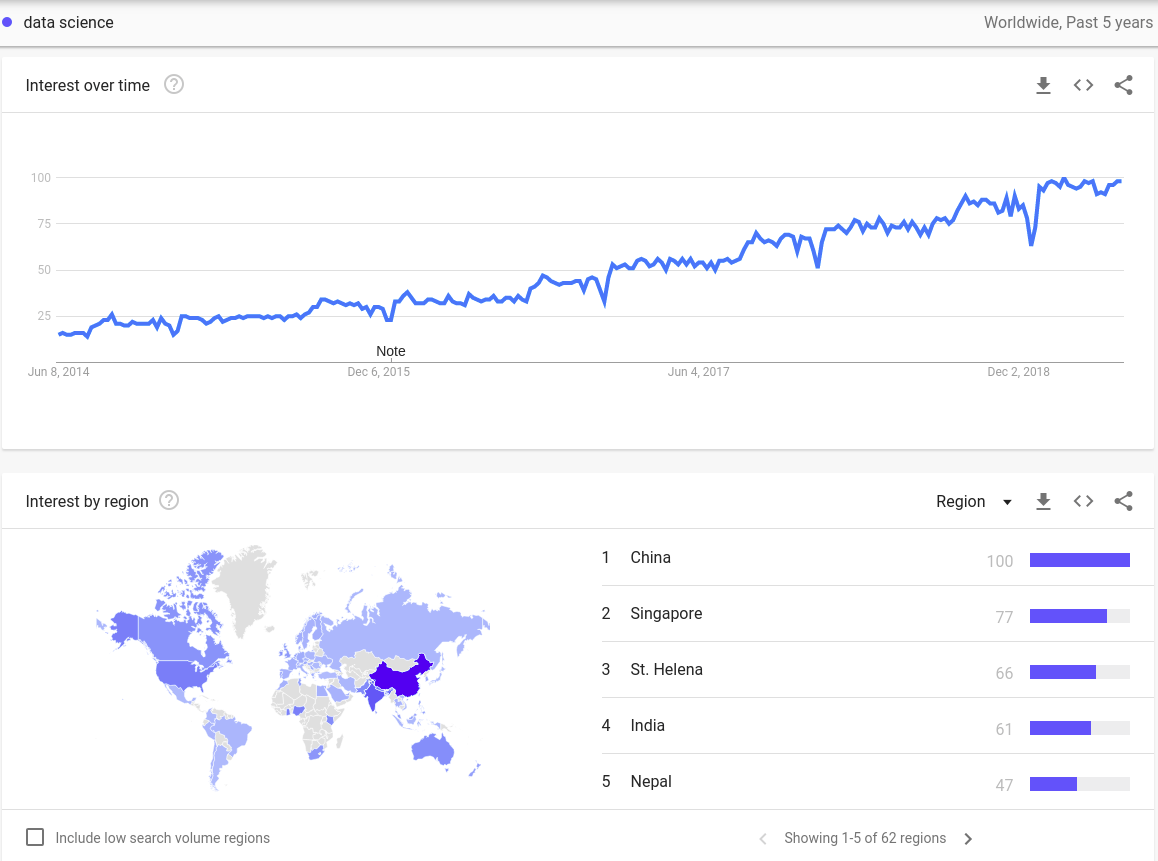 data science Worldwide, Past 5 years
Interest over time ?
100
75
50
25
Note
Jun 8, 2014 Dec 6, 2015 Jun 4, 2017 Dec 2, 2018
Interest by region ? Region
1 China 100
2 Singapore 77
3 St. Helena 66
4 India 61
5 Nepal 47
Include low search volume regions Showing 1-5 of 62 regions